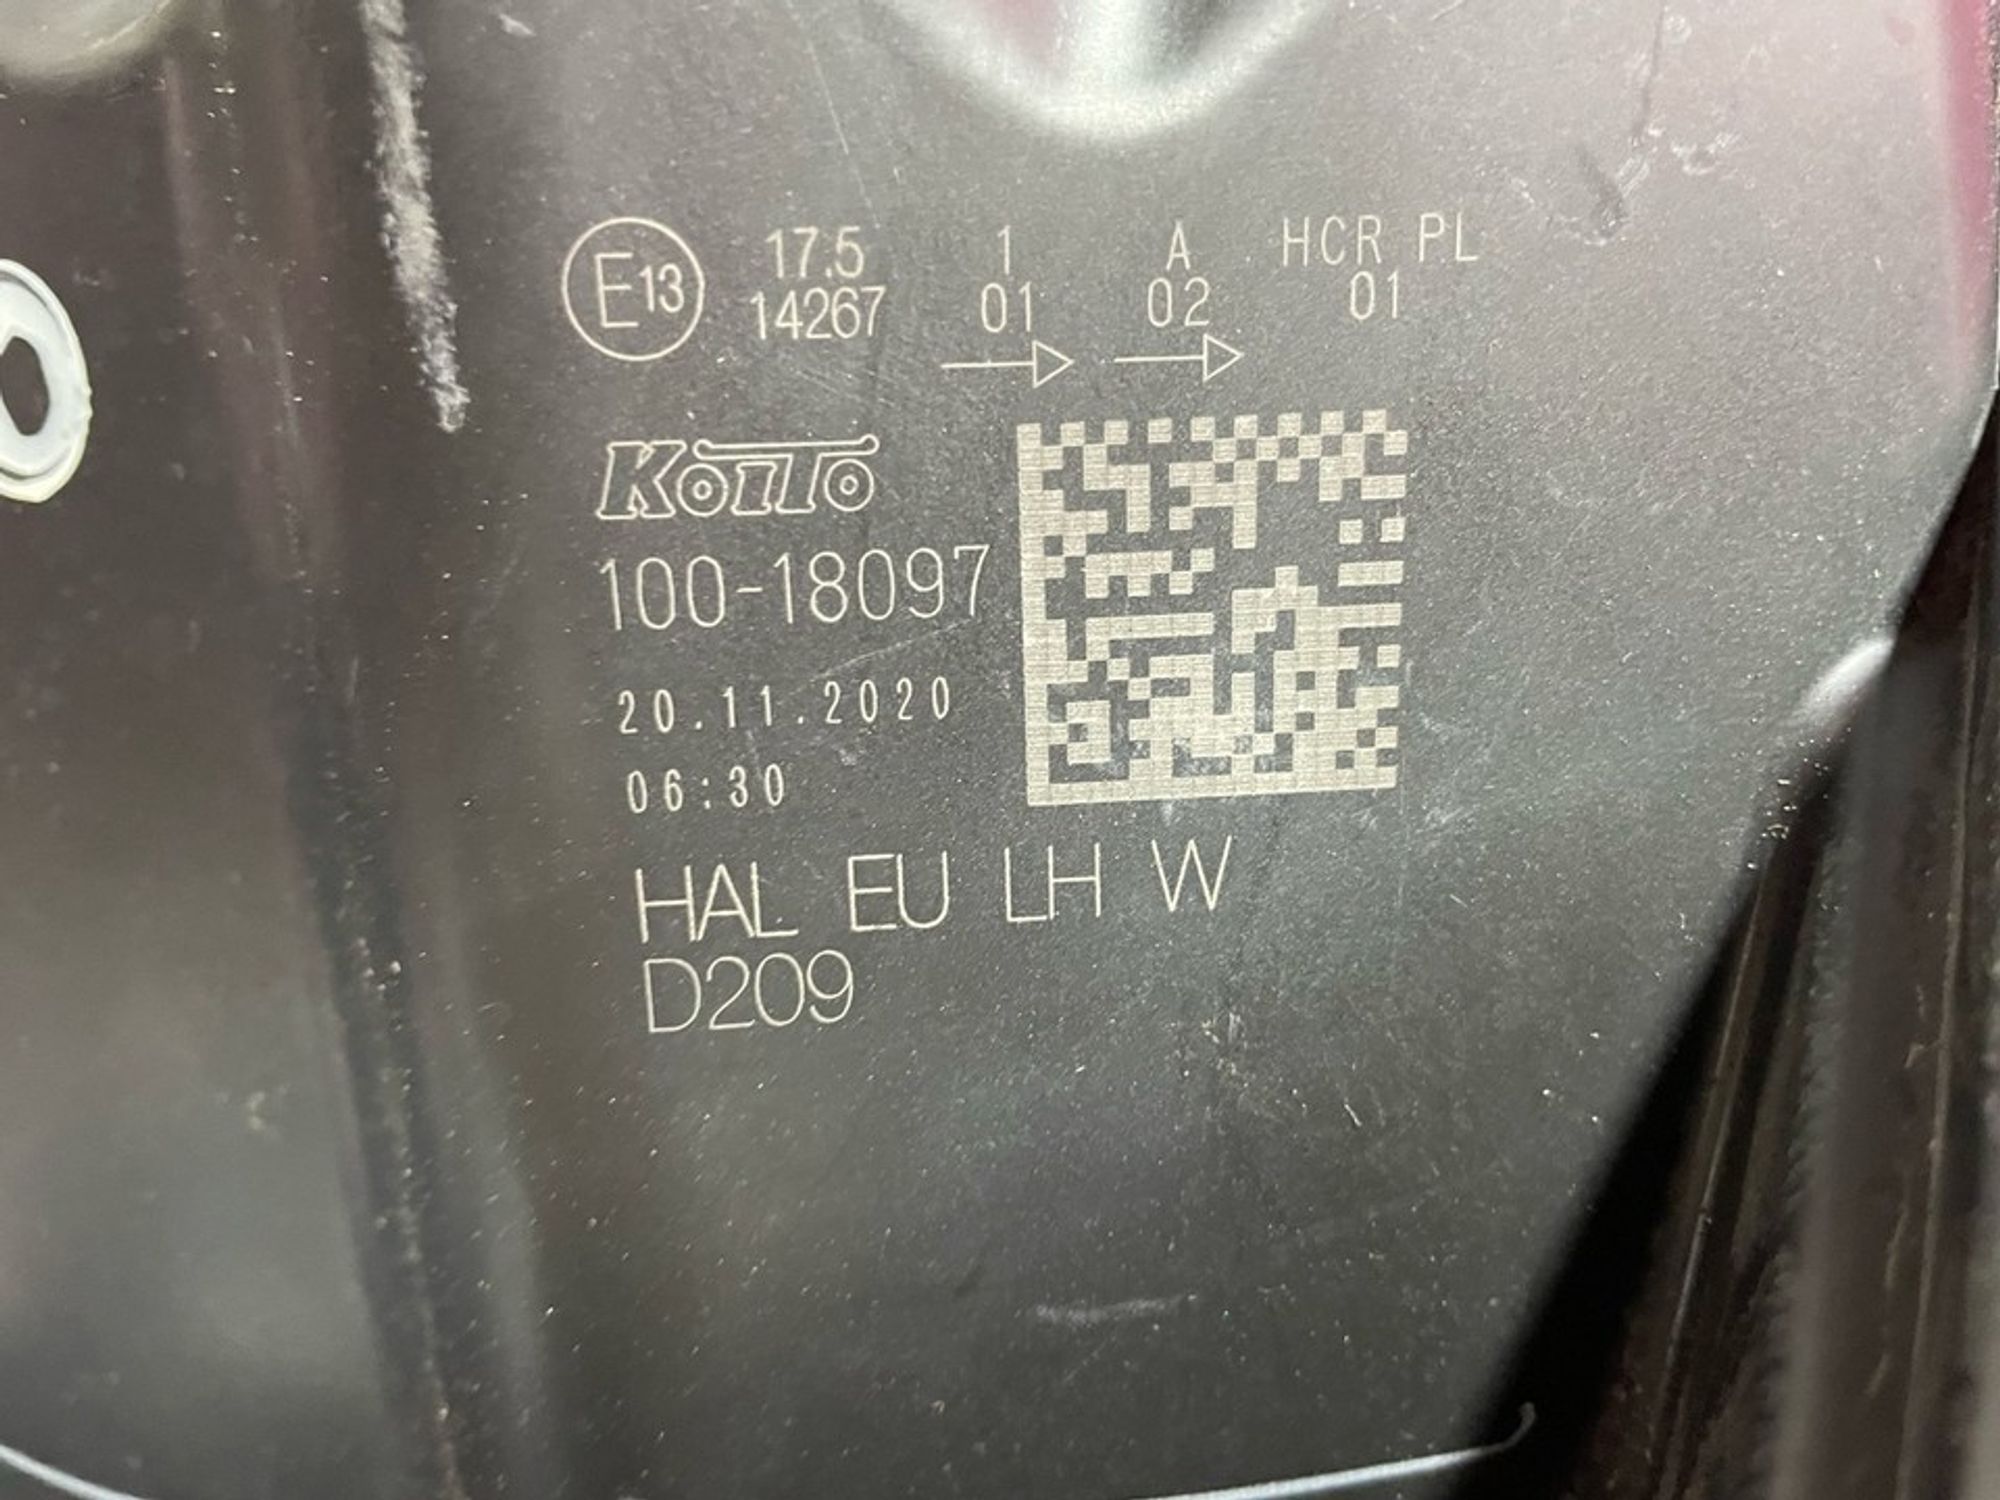 E13 17.5 1 A HCR PL
14267 01 02 01
KOITO
100-18097
20.11.2020
06:30
HAL EU LH W
D209